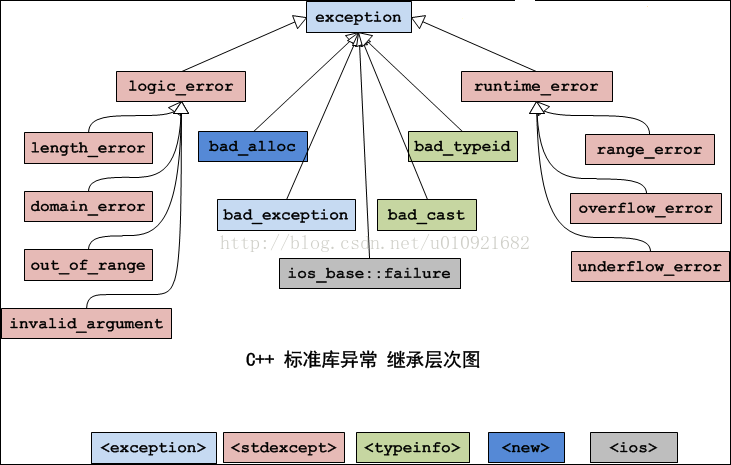 exception
logic_error
runtime_error
length_error
bad_alloc
bad_typeid
range_error
domain_error
bad_exception
bad_cast
overflow_error
http://blog.csdn.net/u010921682
out_of_range
ios_base::failure
underflow_error
invalid_argument
C++ 标准库异常 继承层次图
<exception>
<stdexcept>
<typeinfo>
<new>
<ios>